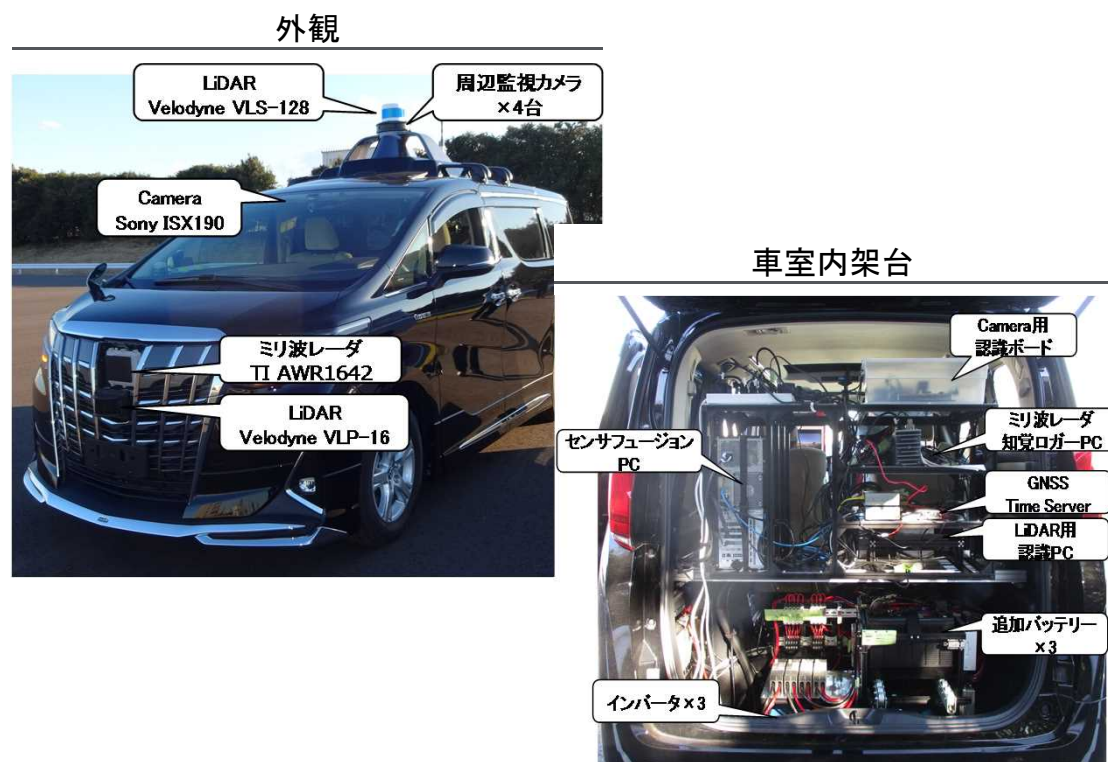 外観
LiDAR
Velodyne VLS-128
周辺監視カメラ
×4台
Camera
Sony ISX190
ミリ波レーダ
TI AWR1642
LiDAR
Velodyne VLP-16
車室内架台
Camera用
認識ボード
センサフュージョン
PC
ミリ波レーダ
知覚ロガーPC
GNSS
Time Server
LiDAR用
認識PC
追加バッテリー
×3
インバータ×3